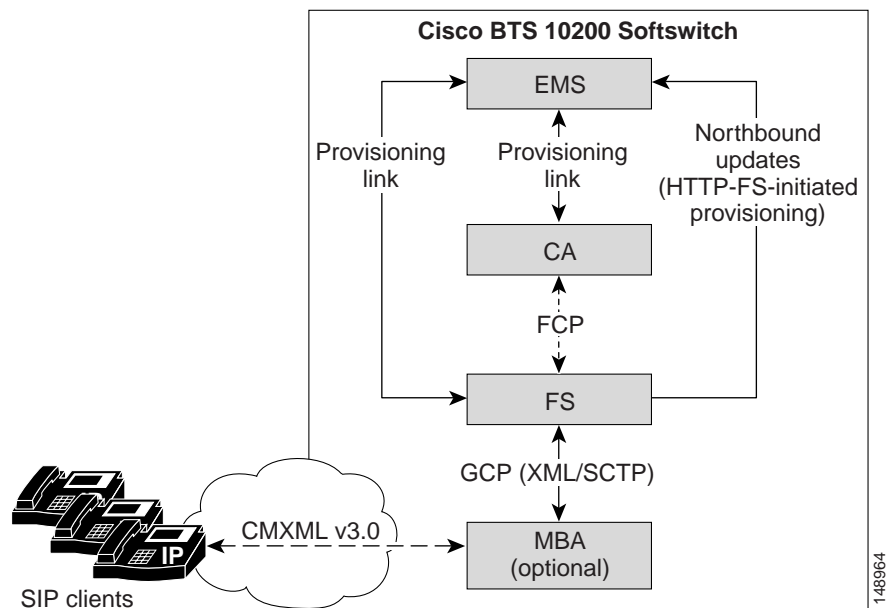 Cisco BTS 10200 Softswitch
EMS
Provisioning
link
Provisioning
link
Northbound
updates
(HTTP-FS-initiated
provisioning)
CA
FCP
FS
GCP (XML/SCTP)
CMXML v3.0
MBA
(optional)
IP
SIP clients
148964